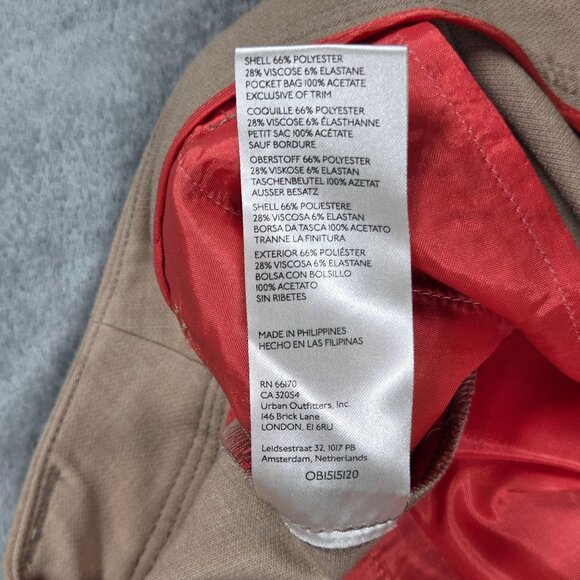 SHELL 66% POLYESTER
28% VISCOSE 6% ELASTANE
POCKET BAG 100% ACETATE
EXCLUSIVE OF TRIM
COQUILLE 66% POLYESTER
28% VISCOSE 6% ÉLASTHANNE
PETIT SAC 100% ACÉTATE
SAUF BORDURE
OBERSTOFF 66% POLYESTER
28% VISKOSE 6% ELASTAN
TASCHENBEUTEL 100% AZETAT
AUSSER BESATZ
SHELL 66% POLIESTERE
28% VISCOSA 6% ELASTAN
BORSA DA TASCA 100% ACETATO
TRANNE LA FINITURA
EXTERIOR 66% POLIÉSTER
28% VISCOSA 6% ELASTANE
BOLSA CON BOLSILLO
100% ACETATO
SIN RIBETES
MADE IN PHILIPPINES
HECHO EN LAS FILIPINAS
RN 66170
CA 32054
Urban Outfitters, Inc.
146 Brick Lane
LONDON, E1 6RU
Leidsestraat 32, 1017 PB
Amsterdam, Netherlands
OB1515120